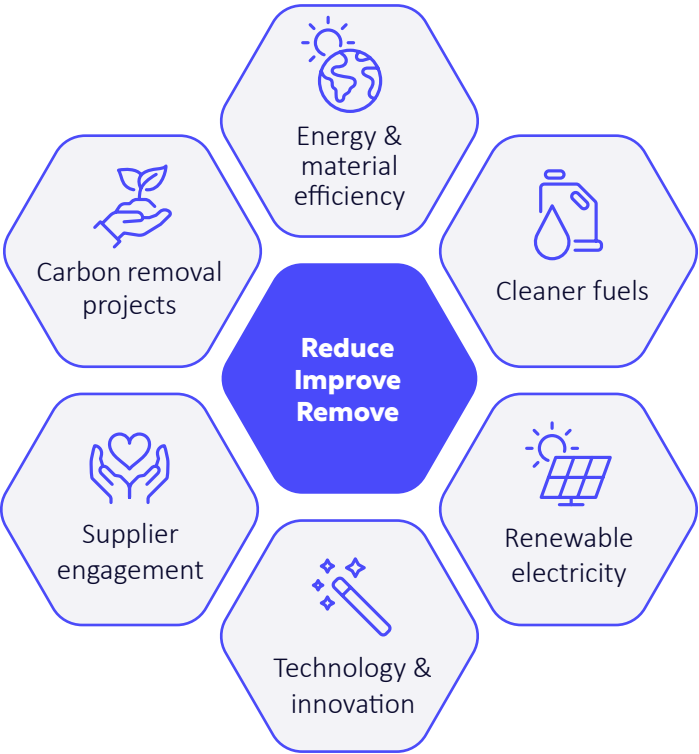 Energy &
material
efficiency
Carbon removal
projects
Cleaner fuels
Reduce
Improve
Remove
Supplier
engagement
Renewable
electricity
Technology &
innovation